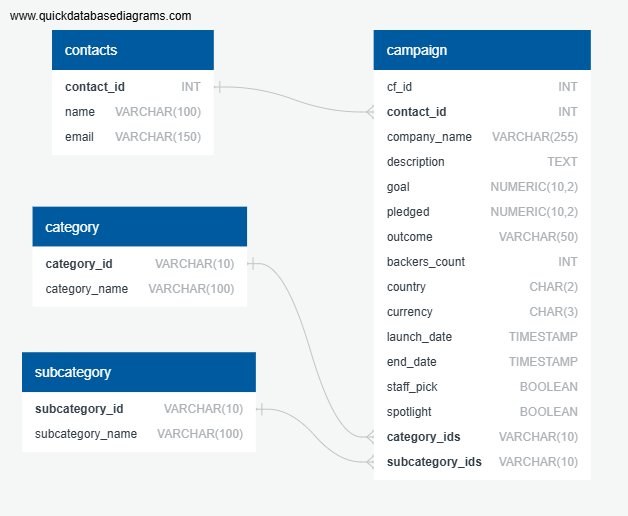 www.quickdatabasediagrams.com
contacts
contact_id INT
name VARCHAR(100)
email VARCHAR(150)
category
category_id VARCHAR(10)
category_name VARCHAR(100)
subcategory
subcategory_id VARCHAR(10)
subcategory_name VARCHAR(100)
campaign
cf_id INT
contact_id INT
company_name VARCHAR(255)
description TEXT
goal NUMERIC(10,2)
pledged NUMERIC(10,2)
outcome VARCHAR(50)
backers_count INT
country CHAR(2)
currency CHAR(3)
launch_date TIMESTAMP
end_date TIMESTAMP
staff_pick BOOLEAN
spotlight BOOLEAN
category_ids VARCHAR(10)
subcategory_ids VARCHAR(10)